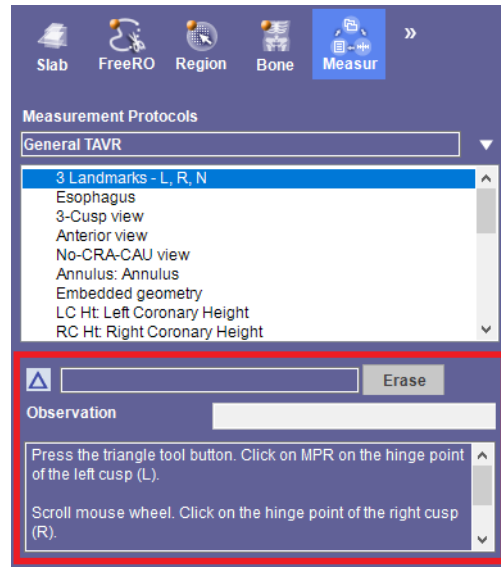 Slab FreeRO Region Bone Measur »
Measurement Protocols
General TAVR
3 Landmarks - L, R, N
Esophagus
3-Cusp view
Anterior view
No-CRA-CAU view
Annulus: Annulus
Embedded geometry
LC Ht: Left Coronary Height
RC Ht: Right Coronary Height
Erase
Observation
Press the triangle tool button. Click on MPR on the hinge point
of the left cusp (L).
Scroll mouse wheel. Click on the hinge point of the right cusp
(R).